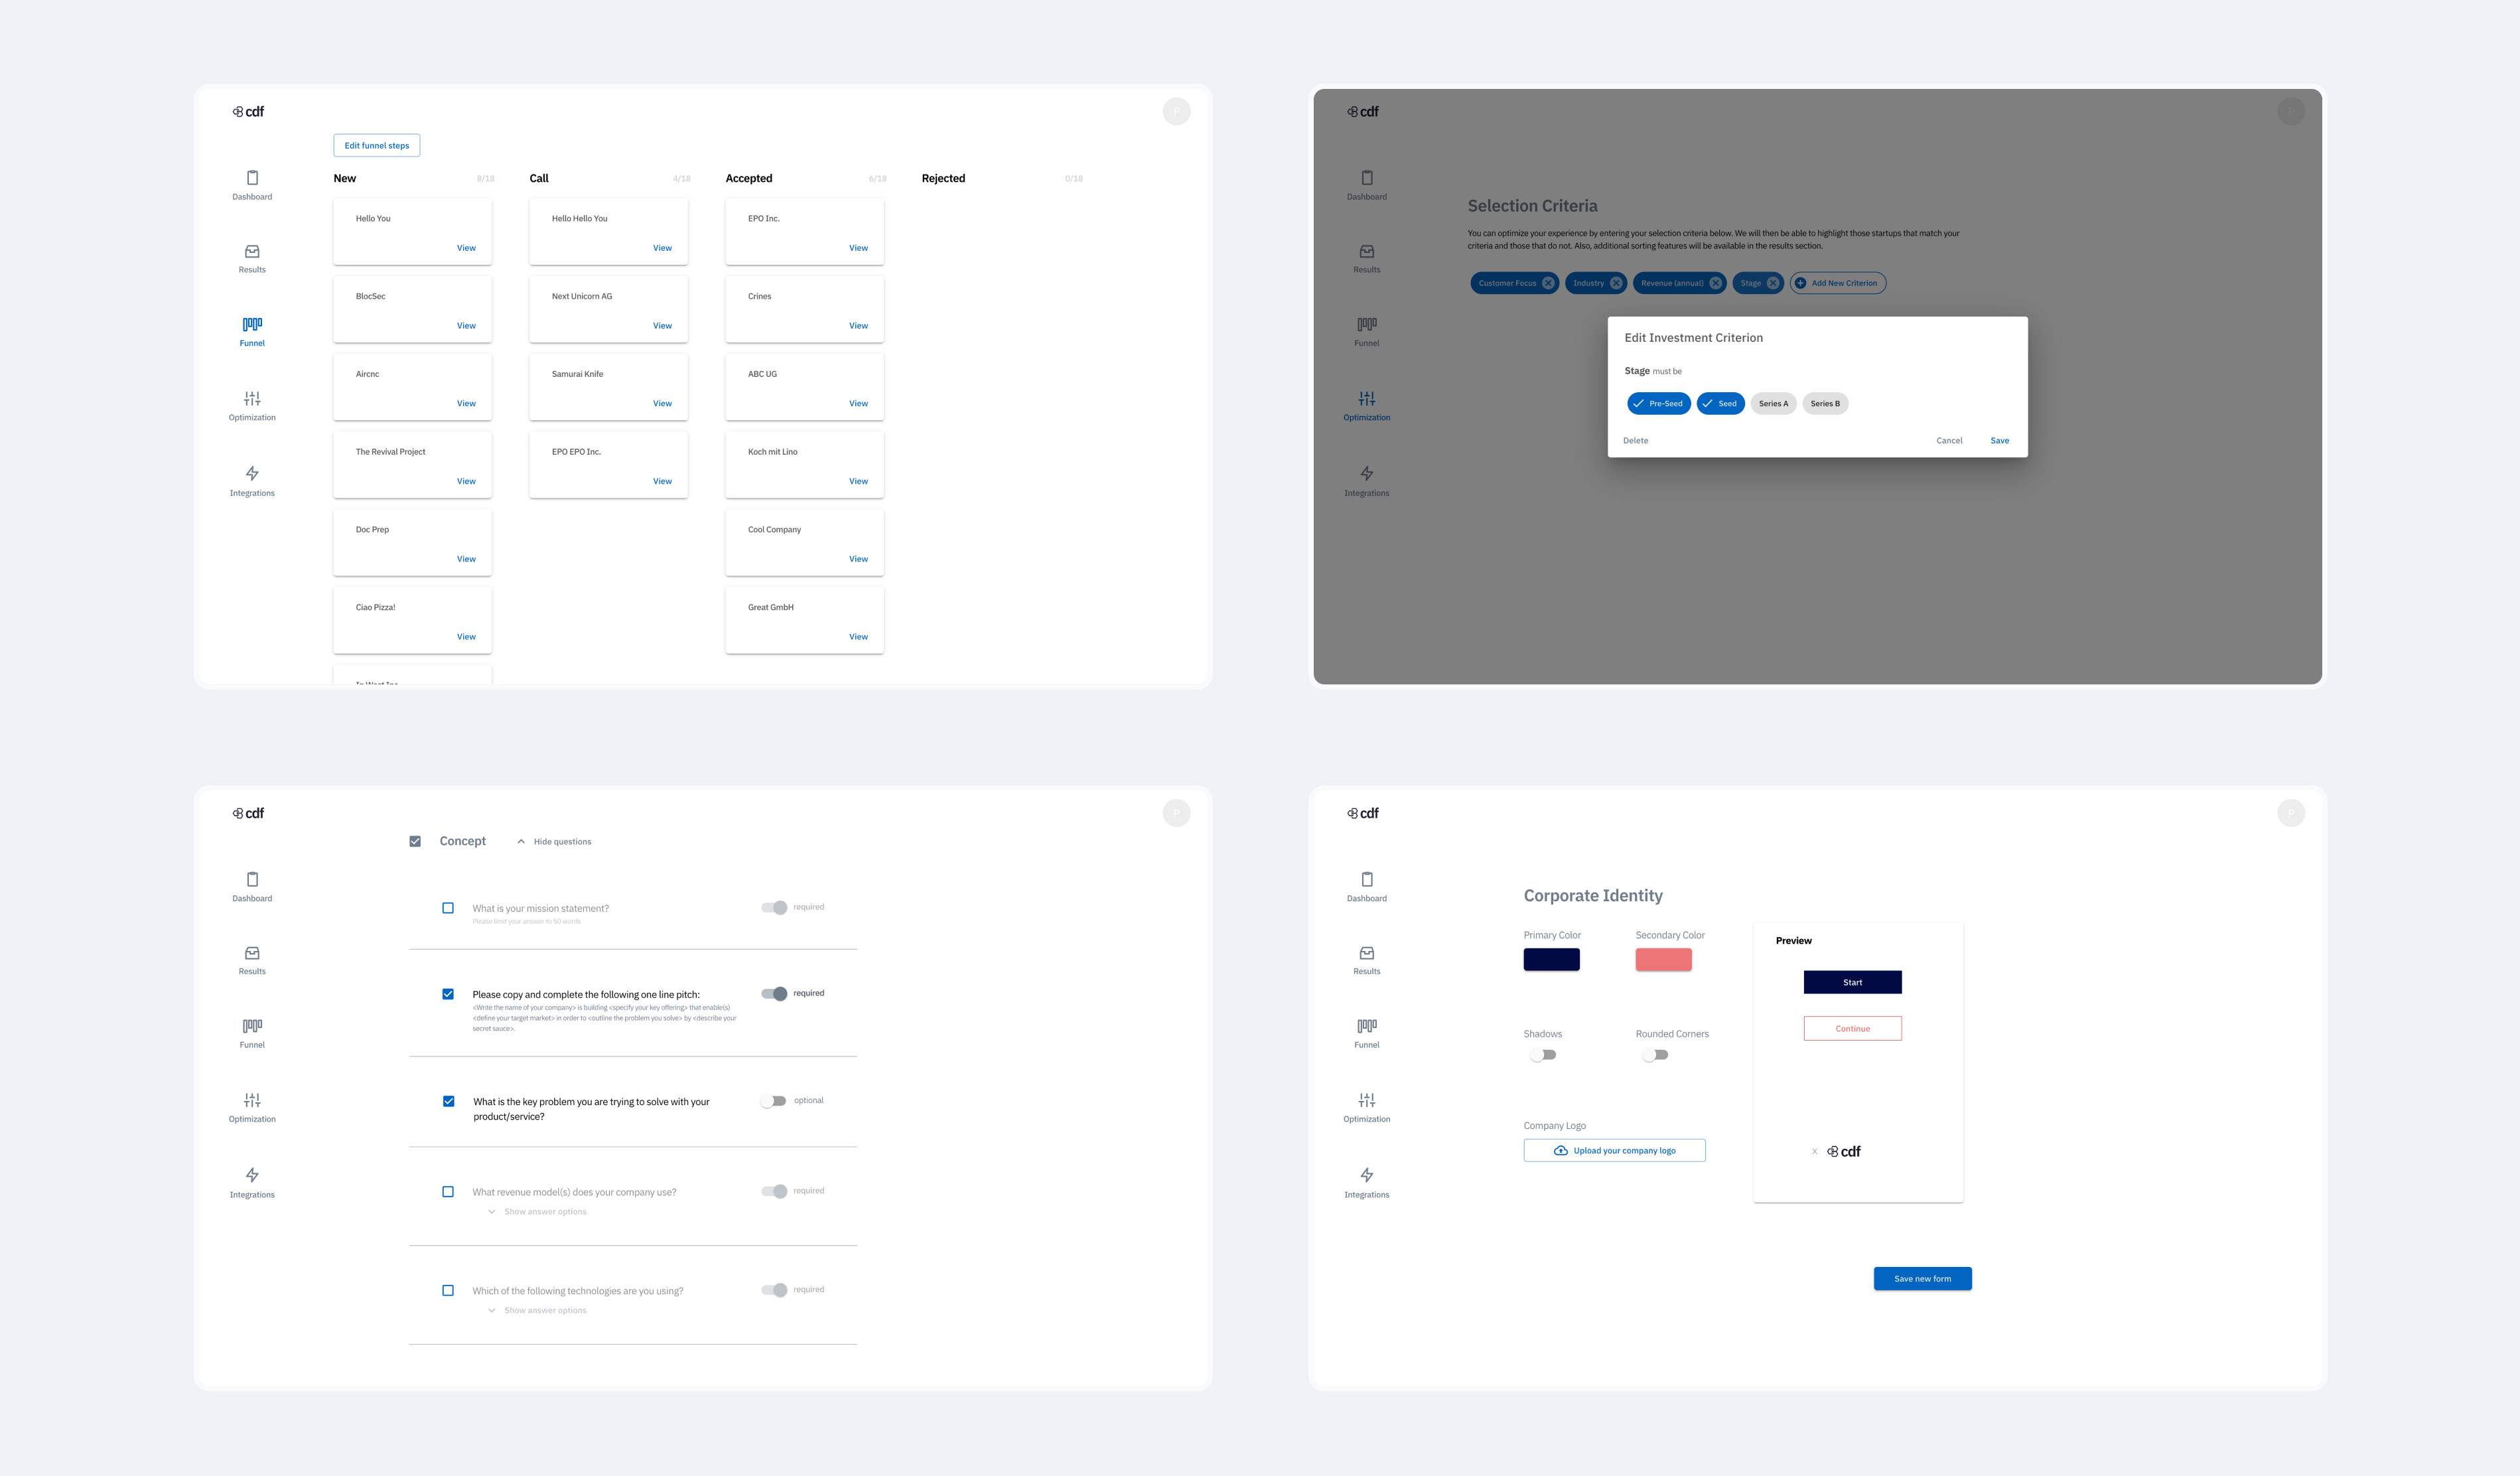 cdf
P
Edit funnel steps
Dashboard
Results
Funnel
Optimization
Integrations
New 8/18
Hello You
View
BlocSec
View
Aircnc
View
The Revival Project
View
Doc Prep
View
Ciao Pizza!
View
Call 4/18
Hello Hello You
View
Next Unicorn AG
View
Samurai Knife
View
EPO EPO Inc.
View
Accepted 6/18
EPO Inc.
View
Crines
View
ABC UG
View
Koch mit Lino
View
Cool Company
View
Great GmbH
View
Rejected 0/18
cdf
Dashboard
Results
Funnel
Optimization
Integrations
Selection Criteria
You can optimize your experience by entering your selection criteria below. We will then be able to highlight those startups that match your
criteria and those that do not. Also, additional sorting features will be available in the results section.
Customer Focus Industry Revenue (annual) Stage Add New Criterion
Edit Investment Criterion
Stage must be
Pre-Seed Seed Series A Series B
Delete Cancel Save
cdf
P
Dashboard
Results
Funnel
Optimization
Integrations
Concept Hide questions
What is your mission statement? required
Please limit your answer to 50 words
Please copy and complete the following one line pitch: required
<Write the name of your company> is building <specify your key offering> that enable(s)
<define your target market> in order to <outline the problem you solve> by <describe your
secret sauce>.
What is the key problem you are trying to solve with your optional
product/service?
What revenue model(s) does your company use? required
Show answer options
Which of the following technologies are you using? required
Show answer options
cdf
P
Dashboard
Results
Funnel
Optimization
Integrations
Corporate Identity
Primary Color Secondary Color
Shadows Rounded Corners
Company Logo
Upload your company logo
Preview
Start
Continue
x cdf
Save new form